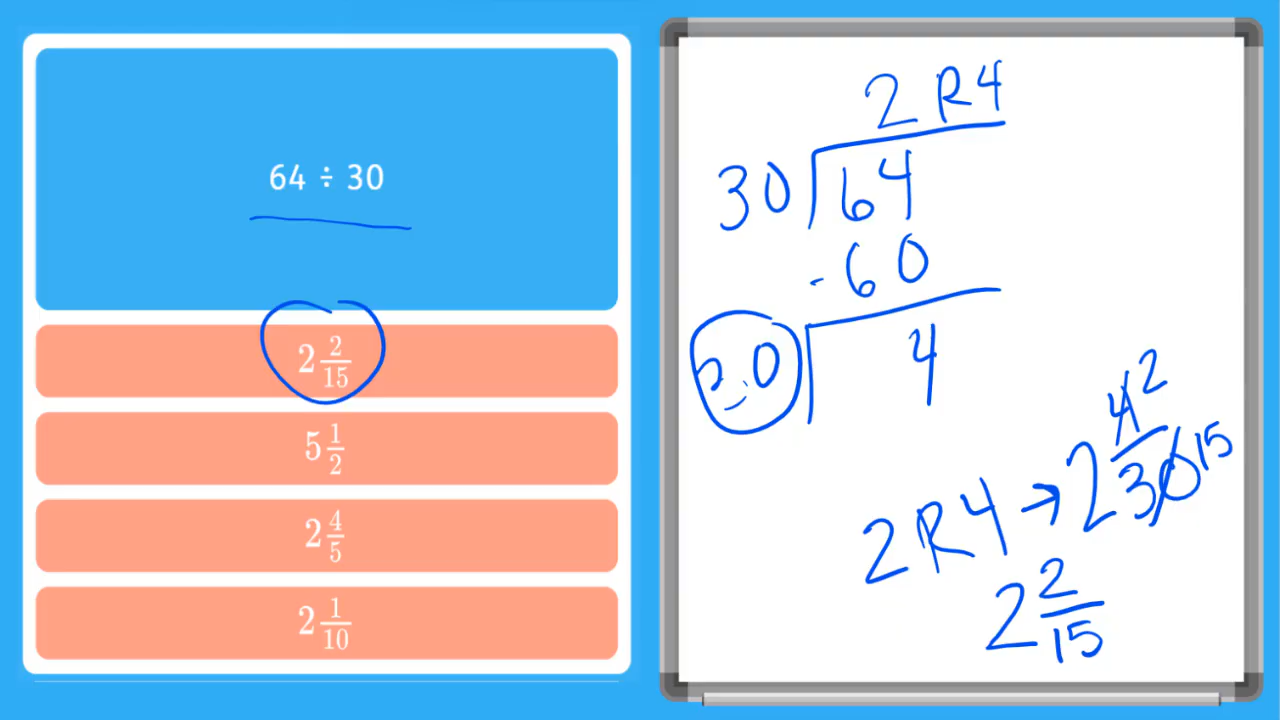 64 ÷ 30
2 2/15
5 1/2
2 4/5
2 1/10
2 R4
30 64
- 60
4
2R4 → 2 4/30 2 15
2 2/15